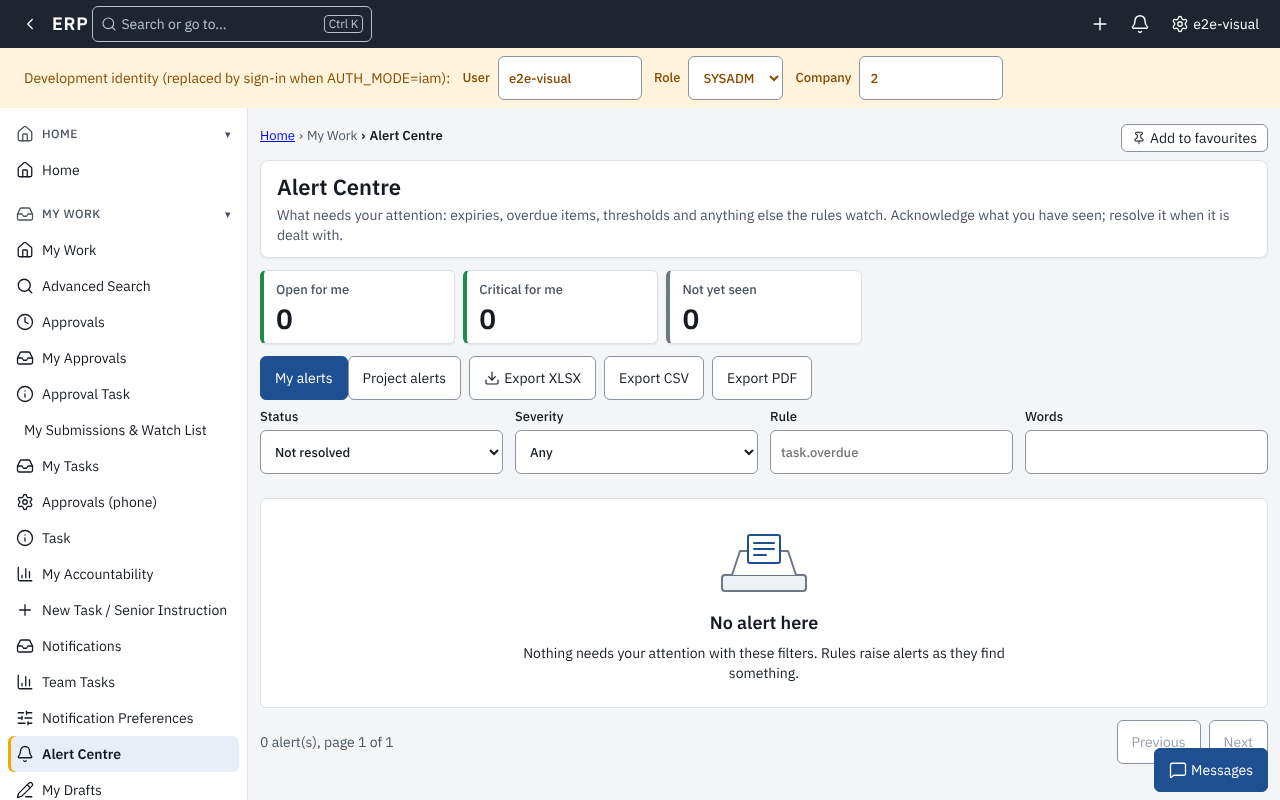 ERP
Search or go to...
Ctrl K
e2e-visual
Development identity (replaced by sign-in when AUTH_MODE=iam):
User
e2e-visual
Role
SYSADM
Company
2
HOME
Home
MY WORK
My Work
Advanced Search
Approvals
My Approvals
Approval Task
My Submissions & Watch List
My Tasks
Approvals (phone)
Task
My Accountability
New Task / Senior Instruction
Notifications
Team Tasks
Notification Preferences
Alert Centre
My Drafts
Home › My Work › Alert Centre
Add to favourites
Alert Centre
What needs your attention: expiries, overdue items, thresholds and anything else the rules watch. Acknowledge what you have seen; resolve it when it is
dealt with.
Open for me
0
Critical for me
0
Not yet seen
0
My alerts
Project alerts
Export XLSX
Export CSV
Export PDF
Status
Not resolved
Severity
Any
Rule
task.overdue
Words
No alert here
Nothing needs your attention with these filters. Rules raise alerts as they find
something.
0 alert(s), page 1 of 1
Previous
Next
Messages